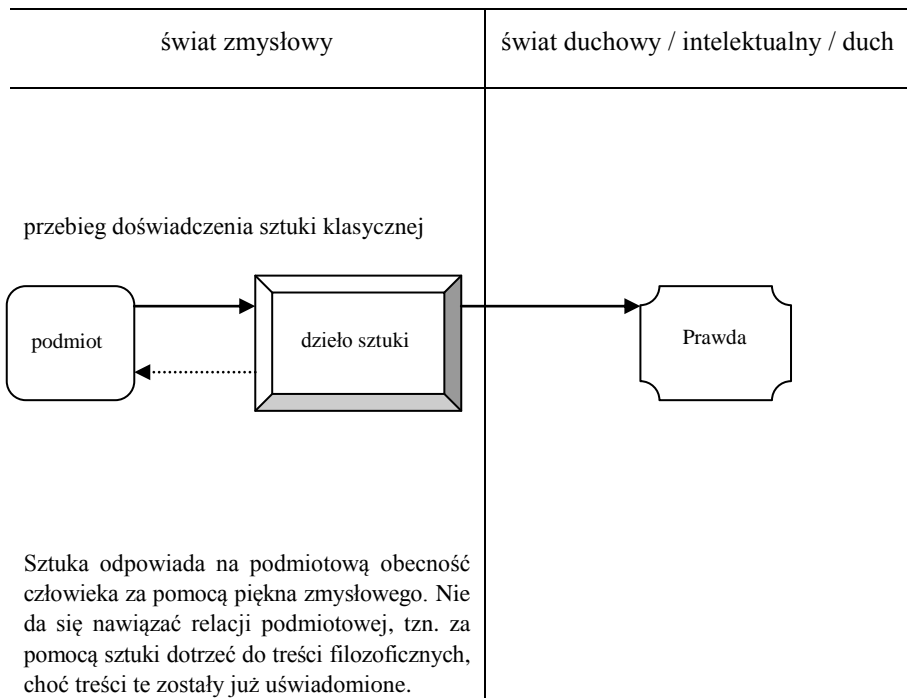 świat zmysłowy
świat duchowy / intelektualny / duch
przebieg doświadczenia sztuki klasycznej
podmiot
dzieło sztuki
Prawda
Sztuka odpowiada na podmiotową obecność
człowieka za pomocą piękna zmysłowego. Nie
da się nawiązać relacji podmiotowej, tzn. za
pomocą sztuki dotrzeć do treści filozoficznych,
choć treści te zostały już uświadomione.